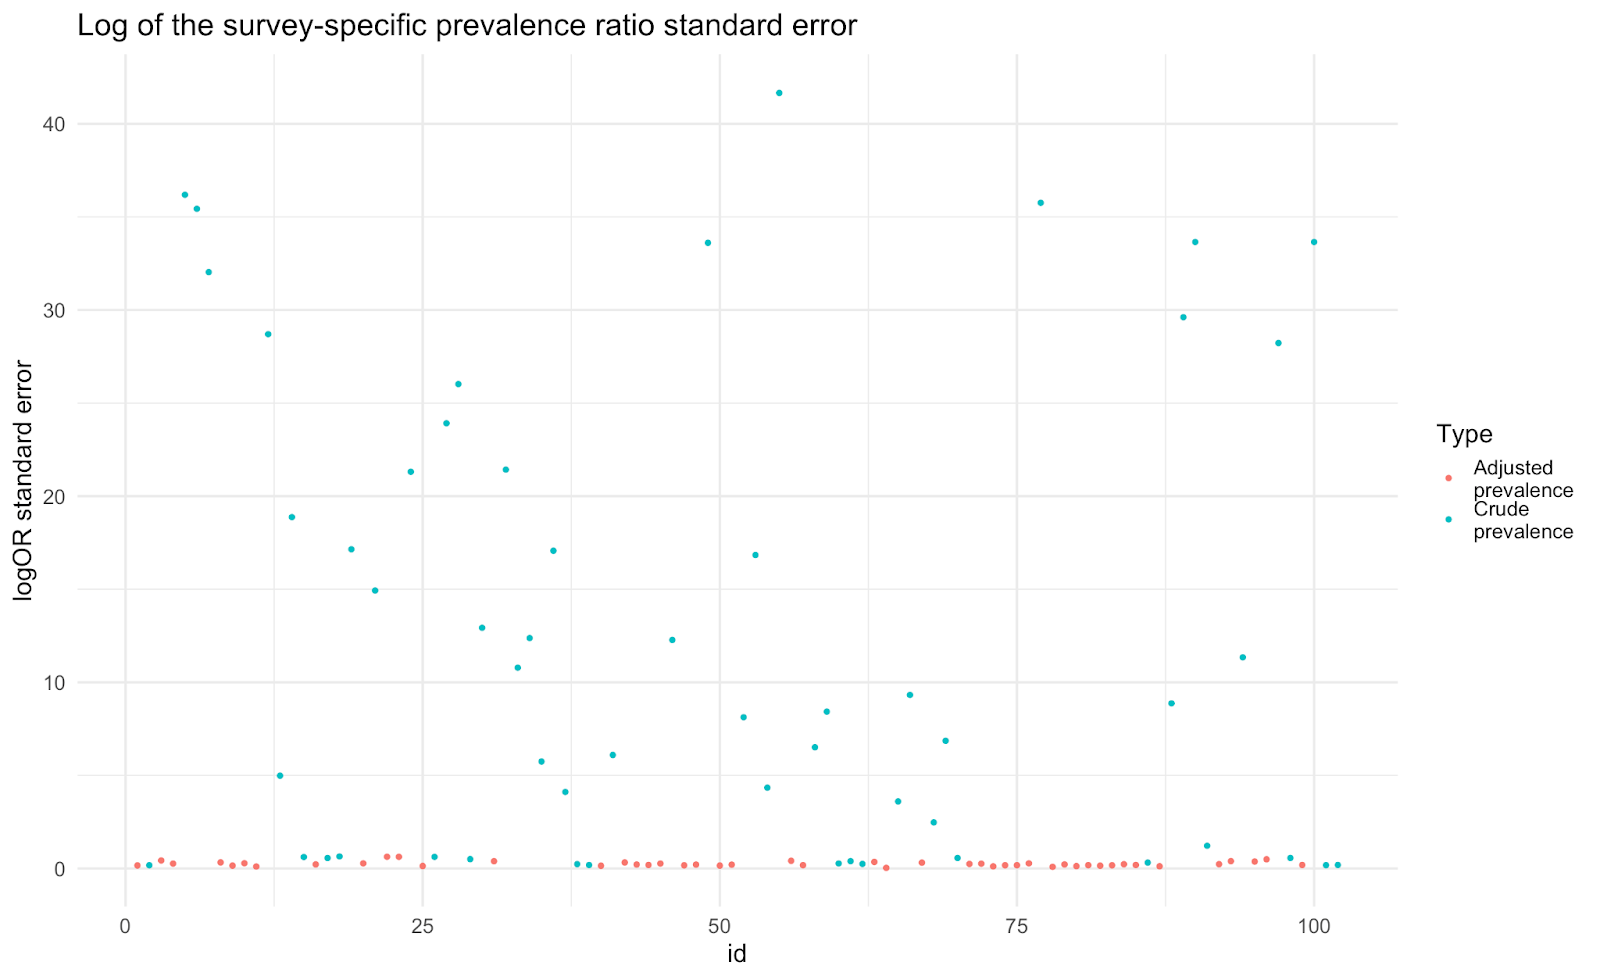 Log of the survey-specific prevalence ratio standard error
logOR standard error
40
30
20
10
0
0 25 50 75 100
id
Type
Adjusted
prevalence
Crude
prevalence